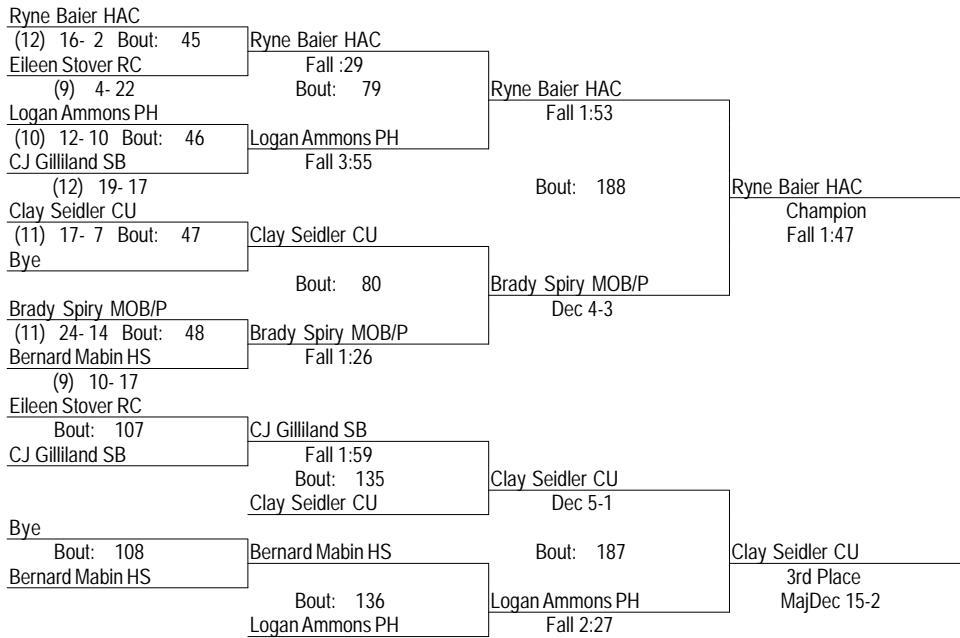 Ryne Baier HAC
(12) 16- 2 Bout: 45 Ryne Baier HAC
Eileen Stover RC Fall :29
(9) 4- 22 Bout: 79 Ryne Baier HAC
Logan Ammons PH Fall 1:53
(10) 12- 10 Bout: 46 Logan Ammons PH
CJ Gilliland SB Fall 3:55
(12) 19- 17 Bout: 188 Ryne Baier HAC
Clay Seidler CU Champion
(11) 17- 7 Bout: 47 Clay Seidler CU Fall 1:47
Bye
Bout: 80 Brady Spiry MOB/P
Brady Spiry MOB/P Dec 4-3
(11) 24- 14 Bout: 48 Brady Spiry MOB/P
Bernard Mabin HS Fall 1:26
(9) 10- 17
Eileen Stover RC
Bout: 107 CJ Gilliland SB
CJ Gilliland SB Fall 1:59
Bout: 135 Clay Seidler CU
Clay Seidler CU Dec 5-1
Bye
Bout: 108 Bernard Mabin HS Bout: 187 Clay Seidler CU
Bernard Mabin HS 3rd Place
Bout: 136 Logan Ammons PH MajDec 15-2
Logan Ammons PH Fall 2:27